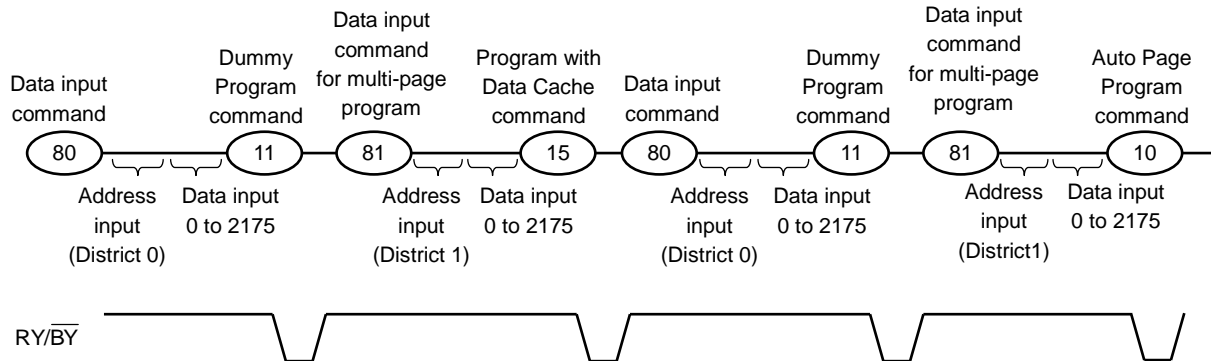 Data input
command
Dummy
Program
command
Data input
command
for multi-page
program
Program with
Data Cache
command
Data input
command
Dummy
Program
command
Data input
command
for multi-page
program
Auto Page
Program
command
80
11
81
15
80
11
81
10
Address
input
(District 0)
Data input
0 to 2175
Address
input
(District 1)
Data input
0 to 2175
Address
input
(District 0)
Data input
0 to 2175
Address
input
(District1)
Data input
0 to 2175
RY/B̅Y̅